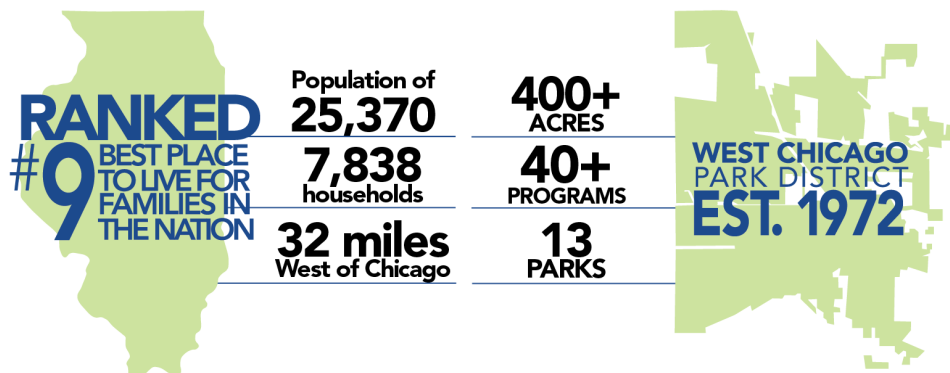 RANKED
#9 BEST PLACE
TO LIVE FOR
FAMILIES IN
THE NATION
Population of
25,370
7,838
households
32 miles
West of Chicago
400+
ACRES
40+
PROGRAMS
13
PARKS
WEST CHICAGO
PARK DISTRICT
EST. 1972